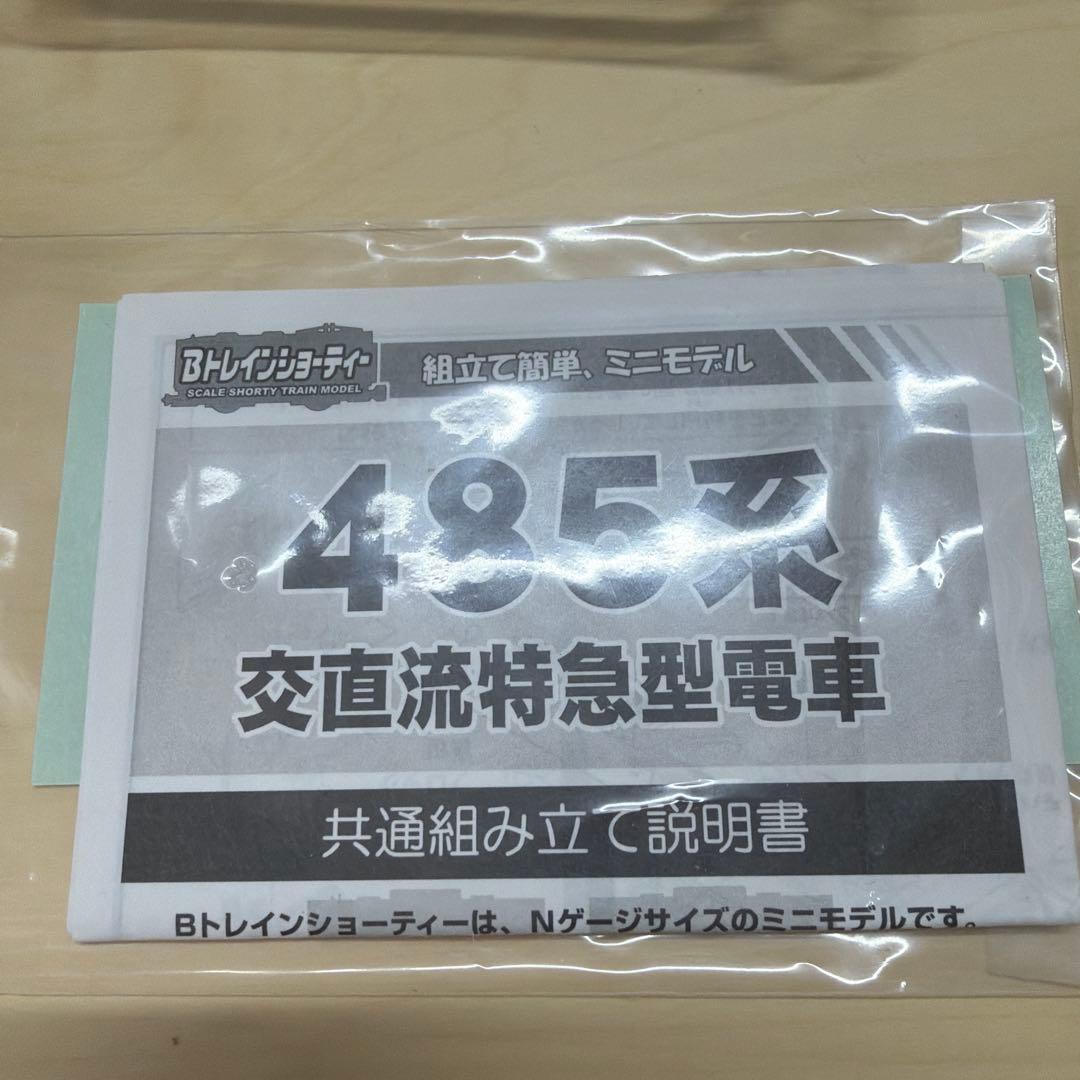 Bトレインショーティー
SCALE SHORTY TRAIN MODEL
組立て簡単、ミニモデル
485系
交直流特急型電車
共通組み立て説明書
Bトレインショーティーは、Nゲージサイズのミニモデルです。